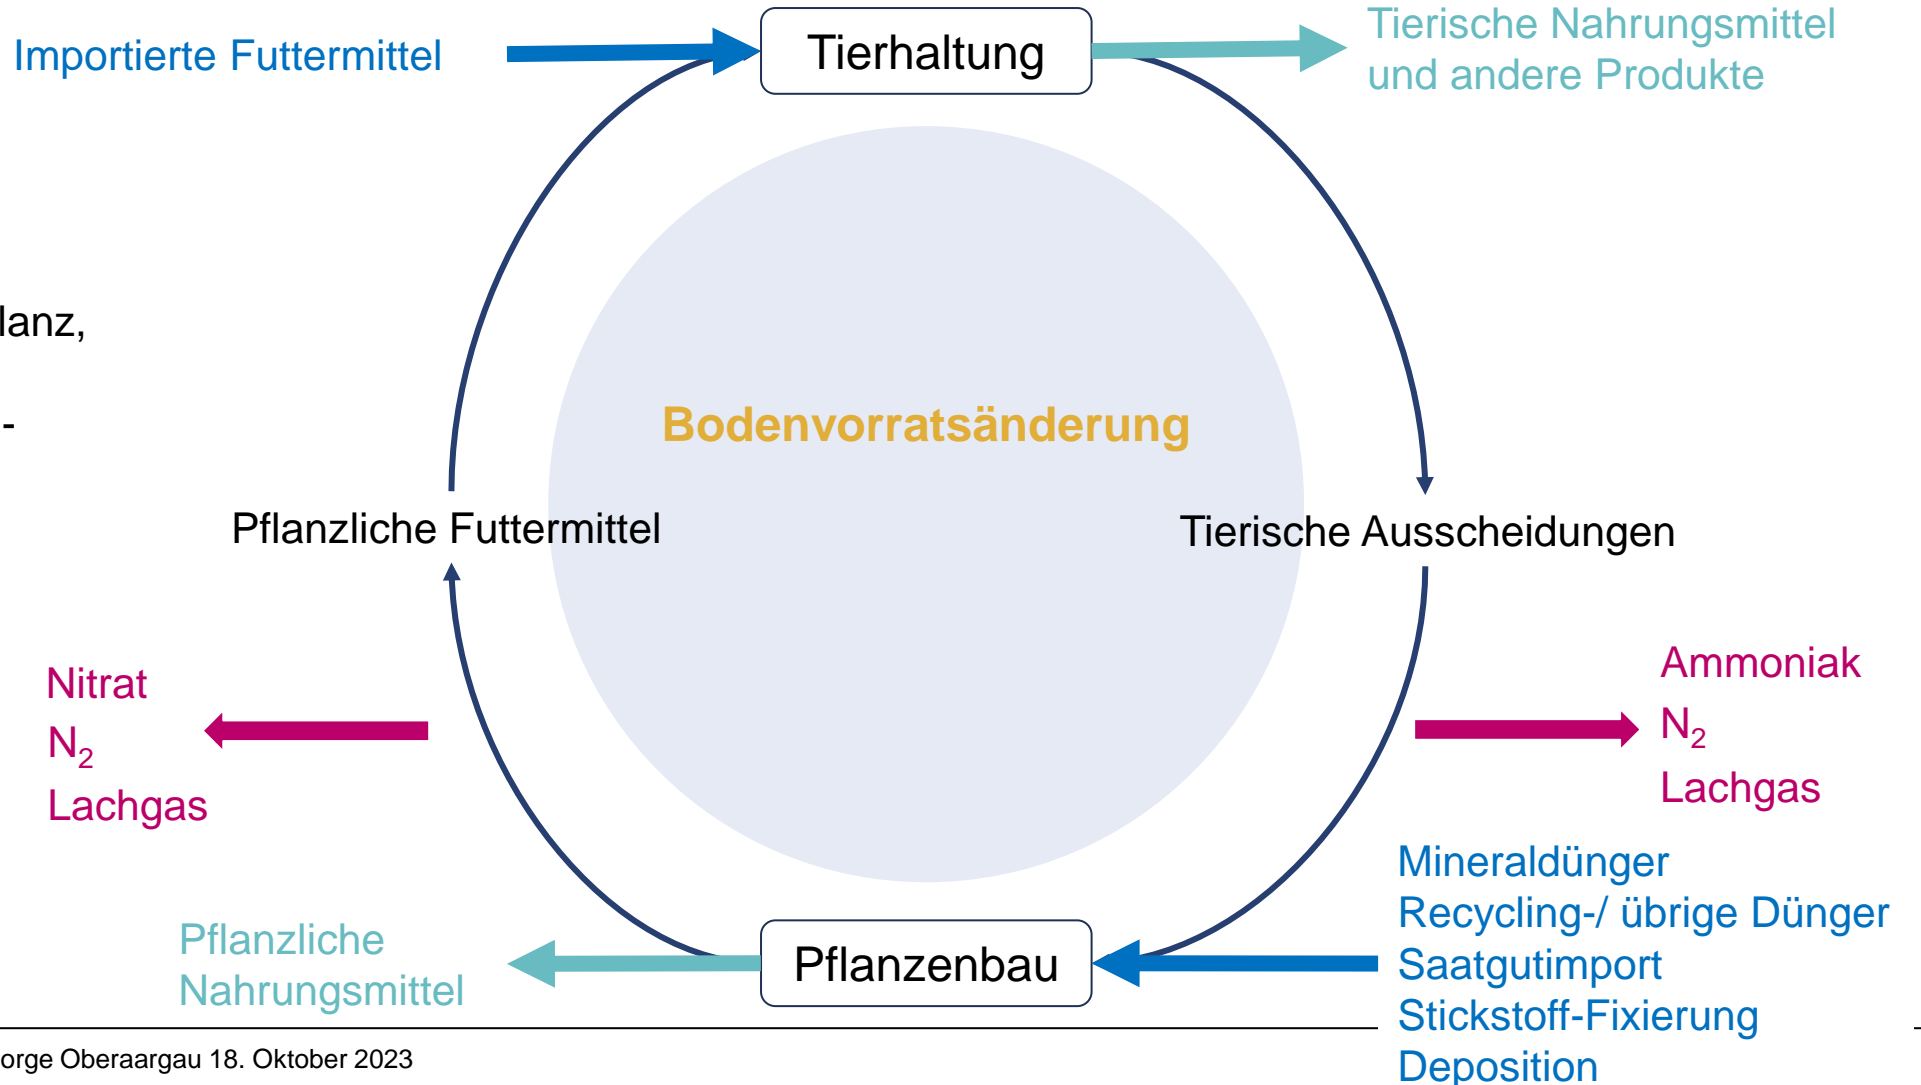 Importierte Futtermittel
Tierhaltung
Tierische Nahrungsmittel
und andere Produkte
lanz,
-
Bodenvorratsänderung
Pflanzliche Futtermittel
Tierische Ausscheidungen
Nitrat
N₂
Lachgas
Ammoniak
N₂
Lachgas
Pflanzliche
Nahrungsmittel
Pflanzenbau
Mineraldünger
Recycling-/ übrige Dünger
Saatgutimport
Stickstoff-Fixierung
Deposition
orge Oberaargau 18. Oktober 2023